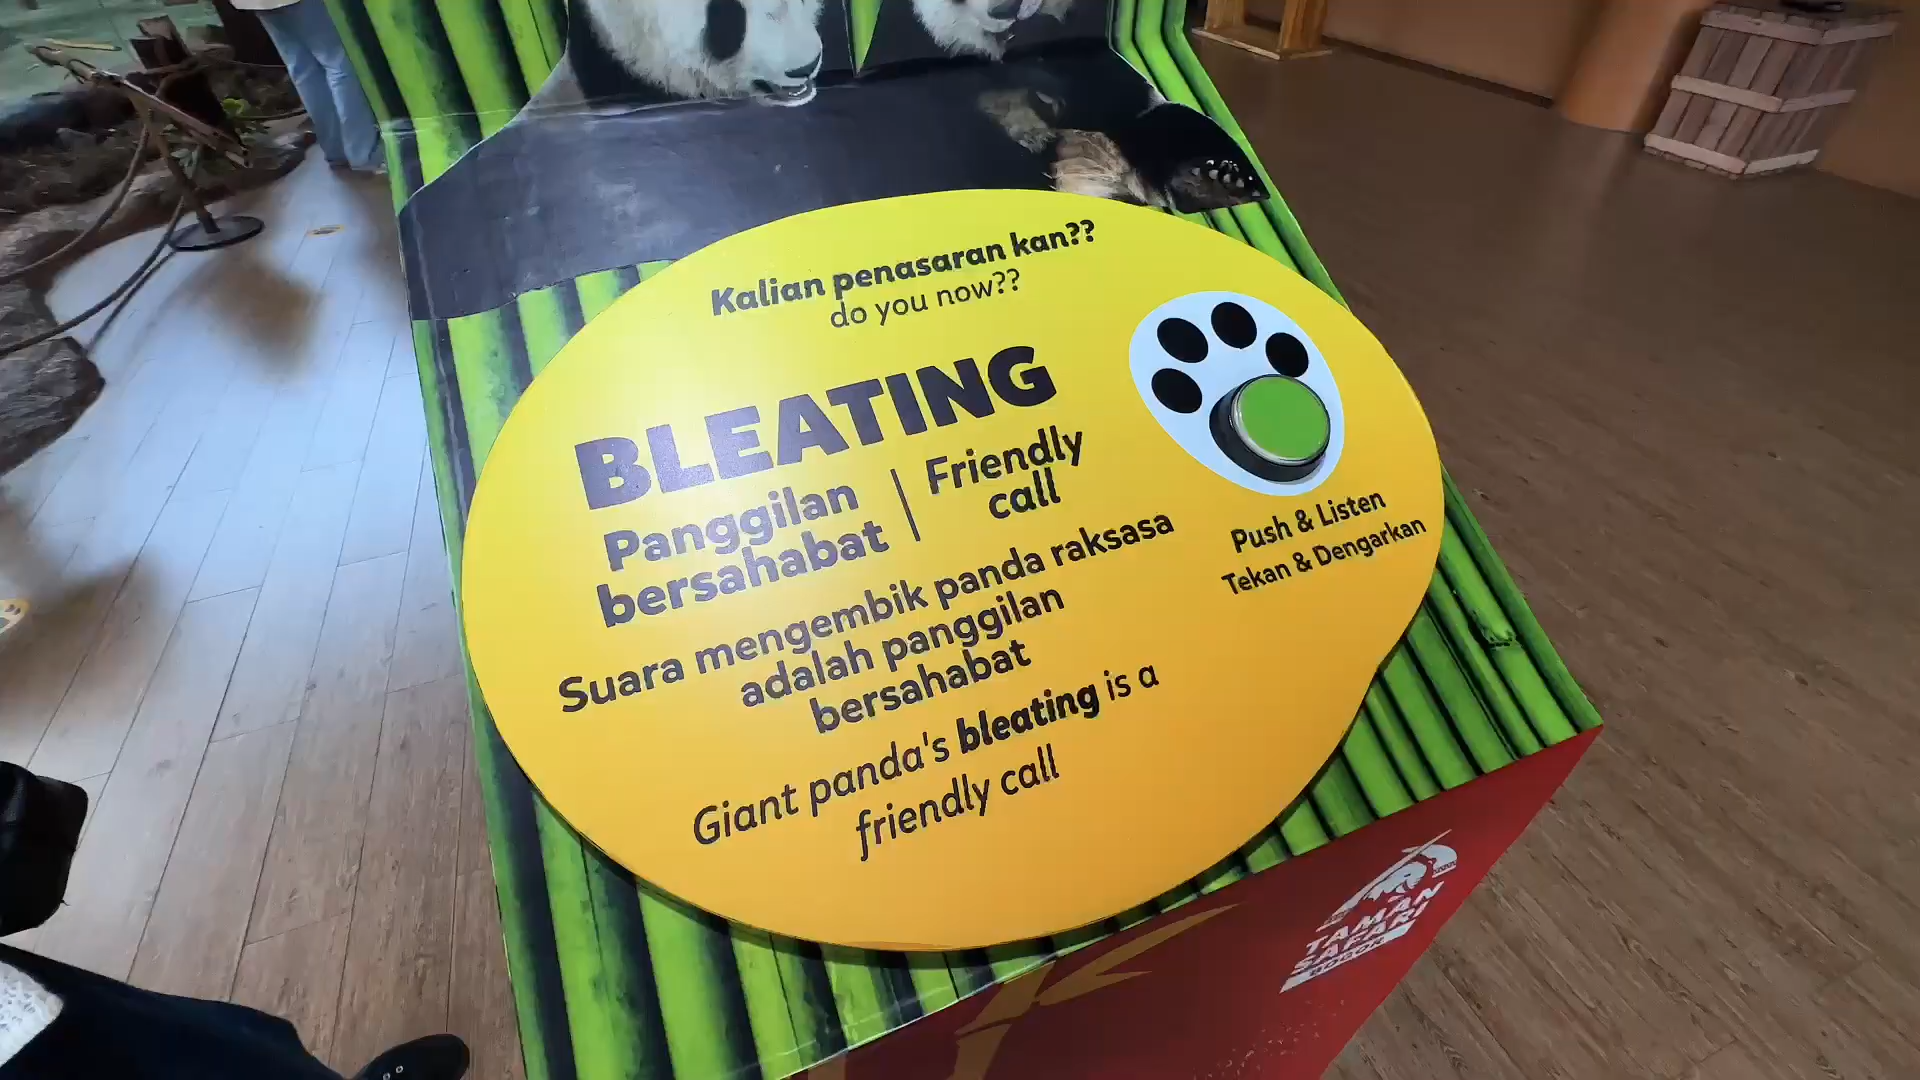 Kalian penasaran kan??
do you now??
BLEATING
Panggilan
bersahabat
Friendly
call
Suara mengembik panda raksasa
adalah panggilan
bersahabat
Giant panda's bleating is a
friendly call
Push & Listen
Tekan & Dengarkan
TAMAN
SAFARI
BOGOR